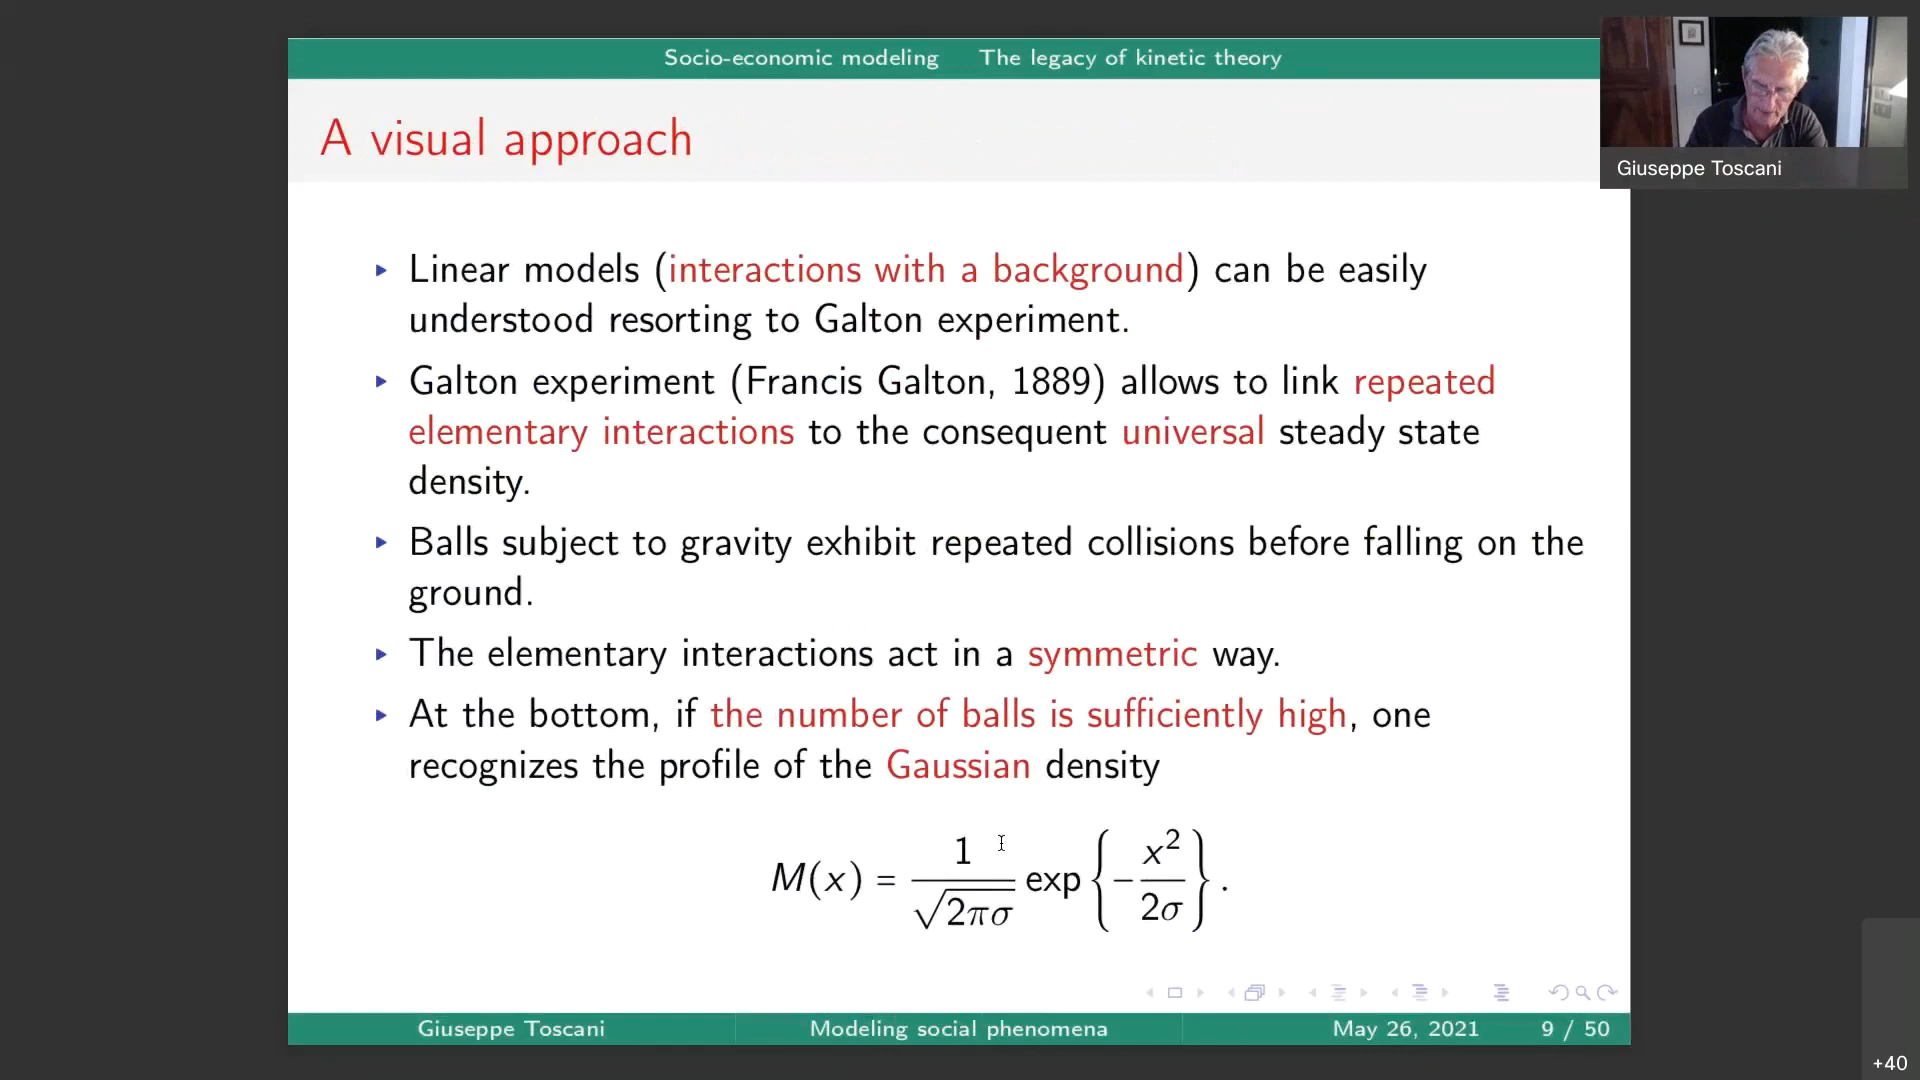 Socio-economic modeling The legacy of kinetic theory
A visual approach
Giuseppe Toscani
▸ Linear models (interactions with a background) can be easily
understood resorting to Galton experiment.
▸ Galton experiment (Francis Galton, 1889) allows to link repeated
elementary interactions to the consequent universal steady state
density.
▸ Balls subject to gravity exhibit repeated collisions before falling on the
ground.
▸ The elementary interactions act in a symmetric way.
▸ At the bottom, if the number of balls is sufficiently high, one
recognizes the profile of the Gaussian density
M(x) = 1/√(2πσ) exp{−x²/2σ}.
Giuseppe Toscani Modeling social phenomena May 26, 2021 9 / 50
+40